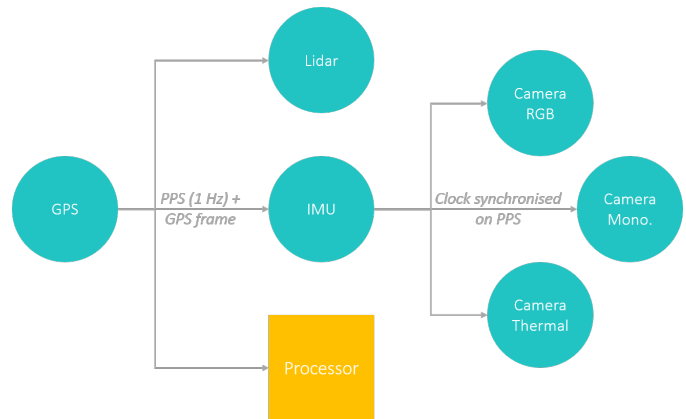 Lidar
Camera
RGB
GPS
PPS (1 Hz) +
GPS frame
IMU
Clock synchronised
on PPS
Camera
Mono.
Camera
Thermal
Processor